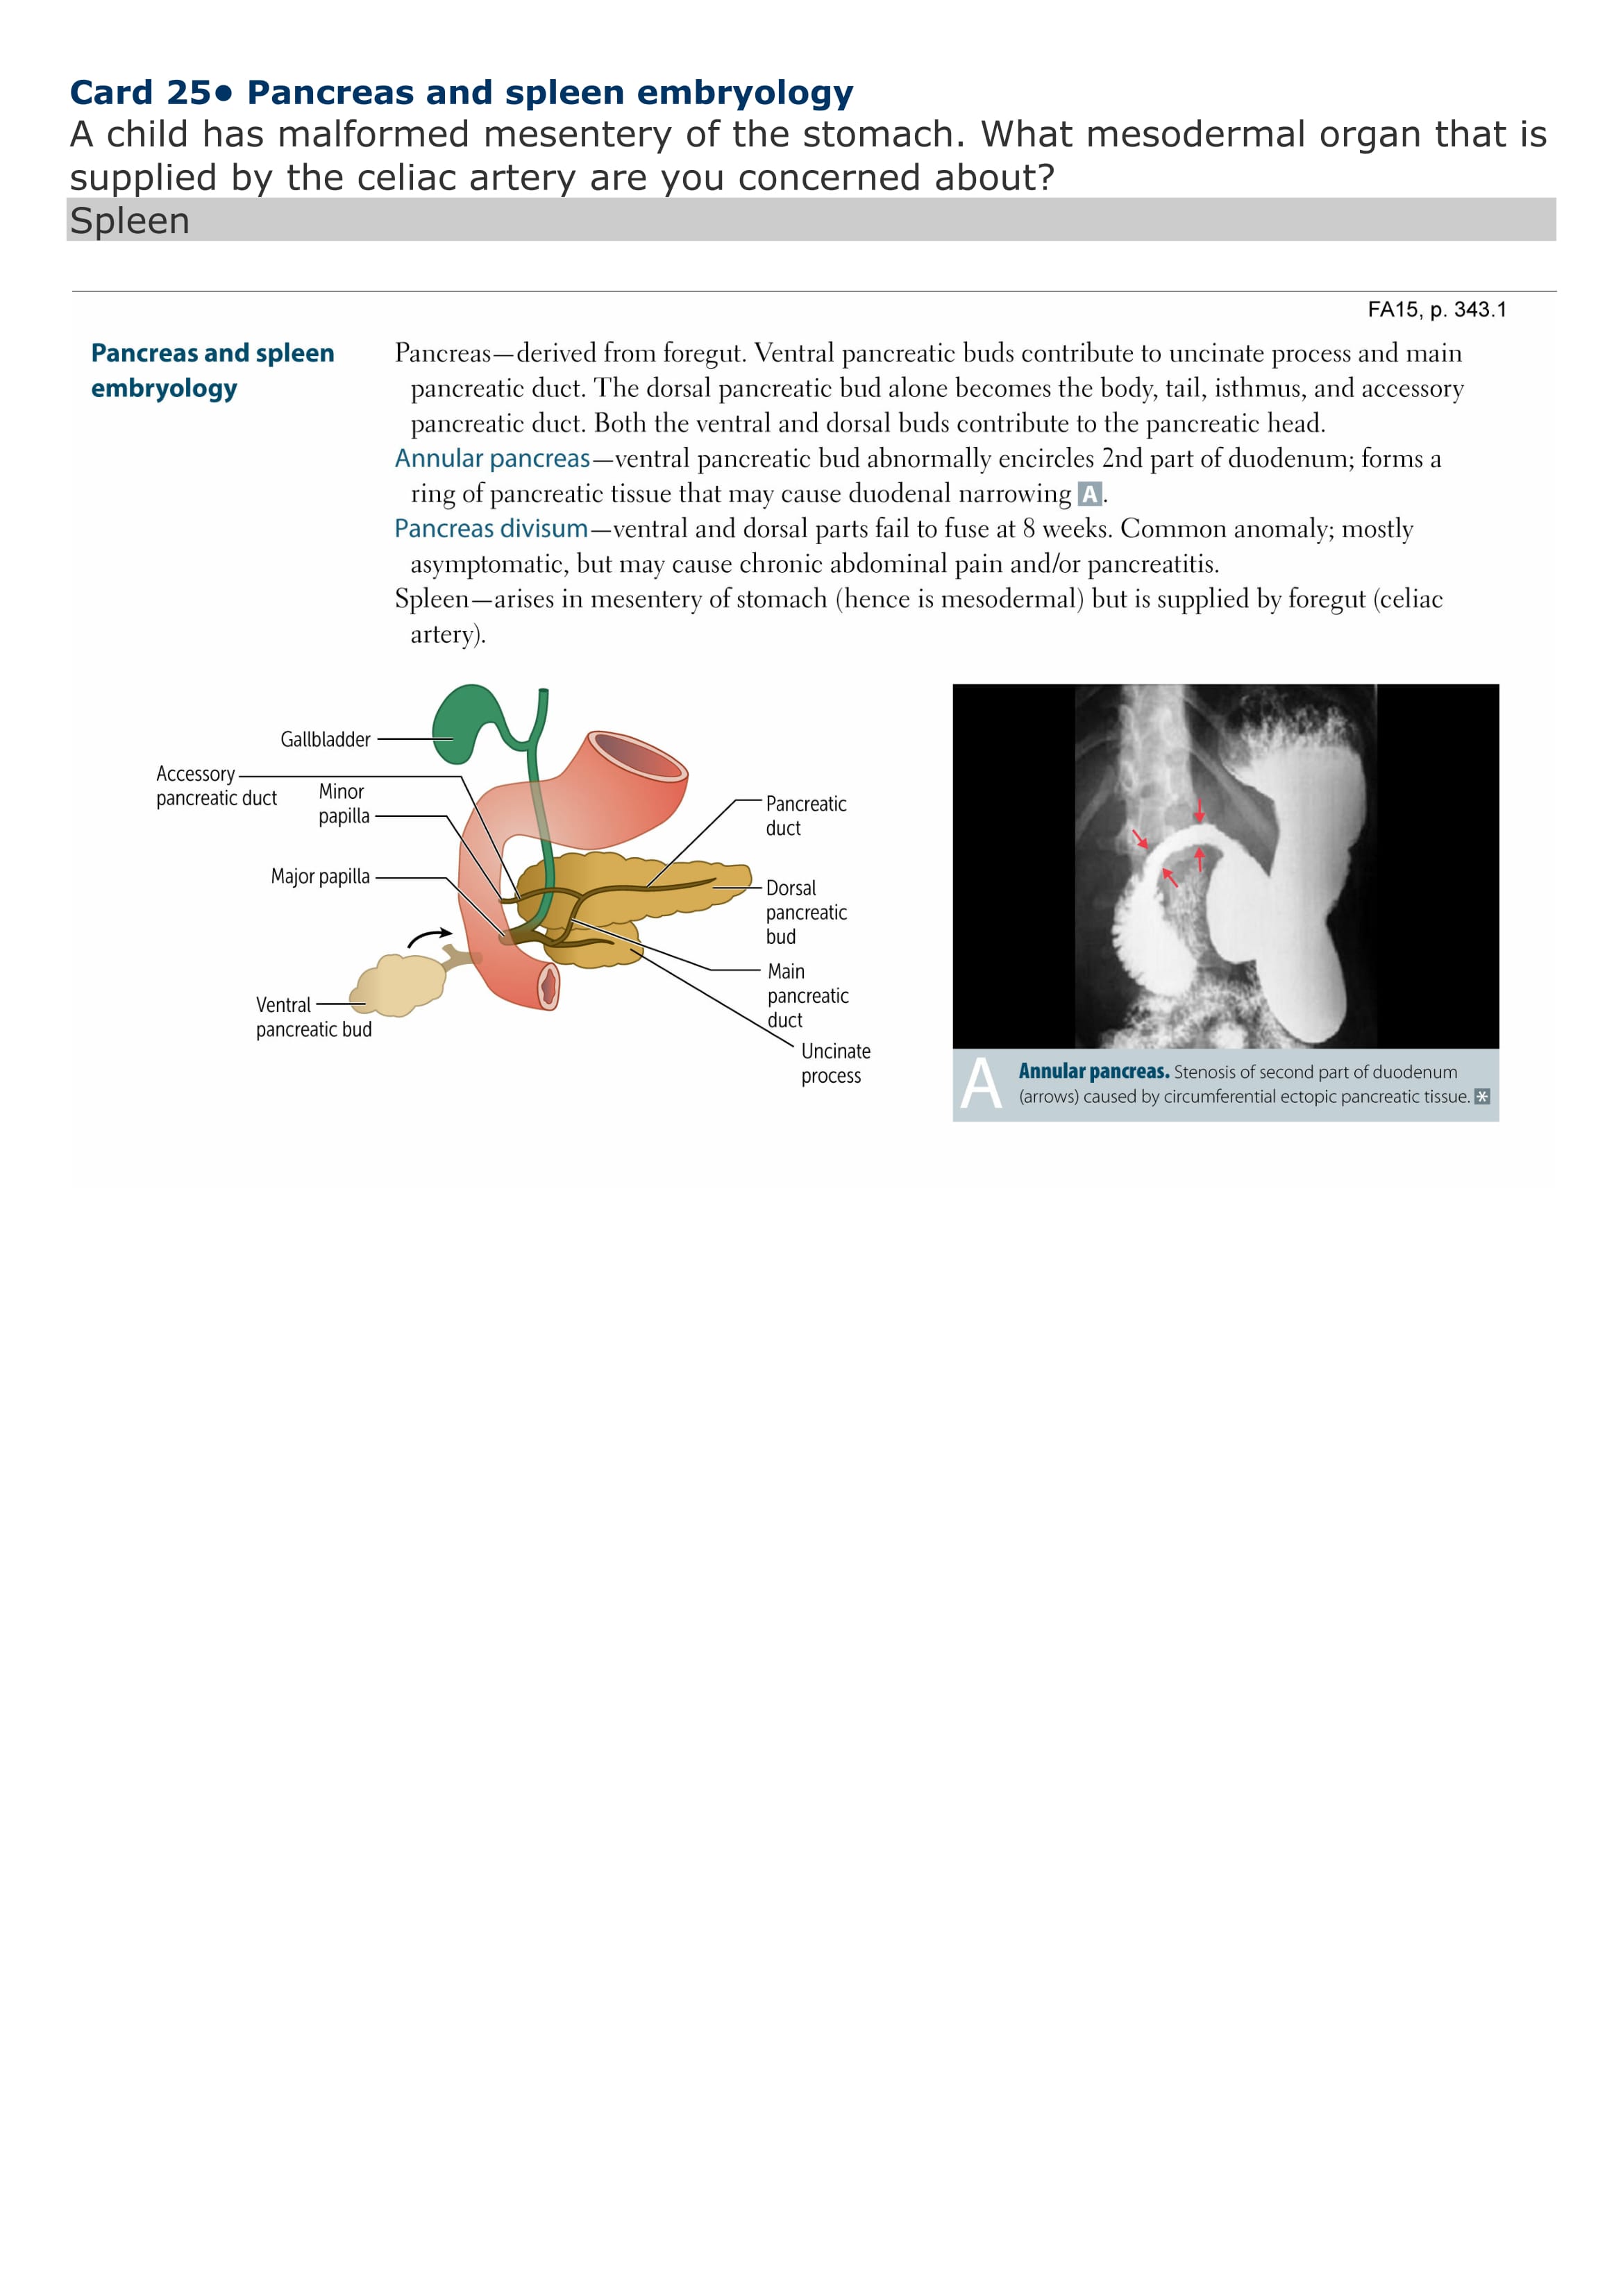 Card 25● Pancreas and spleen embryology
A child has malformed mesentery of the stomach. What mesodermal organ that is
supplied by the celiac artery are you concerned about?
Spleen
FA15, p. 343.1
Pancreas and spleen
embryology
Pancreas—derived from foregut. Ventral pancreatic buds contribute to uncinate process and main
pancreatic duct. The dorsal pancreatic bud alone becomes the body, tail, isthmus, and accessory
pancreatic duct. Both the ventral and dorsal buds contribute to the pancreatic head.
Annular pancreas—ventral pancreatic bud abnormally encircles 2nd part of duodenum; forms a
ring of pancreatic tissue that may cause duodenal narrowing A.
Pancreas divisum—ventral and dorsal parts fail to fuse at 8 weeks. Common anomaly; mostly
asymptomatic, but may cause chronic abdominal pain and/or pancreatitis.
Spleen—arises in mesentery of stomach (hence is mesodermal) but is supplied by foregut (celiac
artery).
Gallbladder
Accessory
pancreatic duct
Minor
papilla
Major papilla
Ventral
pancreatic bud
Pancreatic
duct
Dorsal
pancreatic
bud
Main
pancreatic
duct
Uncinate
process
A
Annular pancreas. Stenosis of second part of duodenum
(arrows) caused by circumferential ectopic pancreatic tissue. *